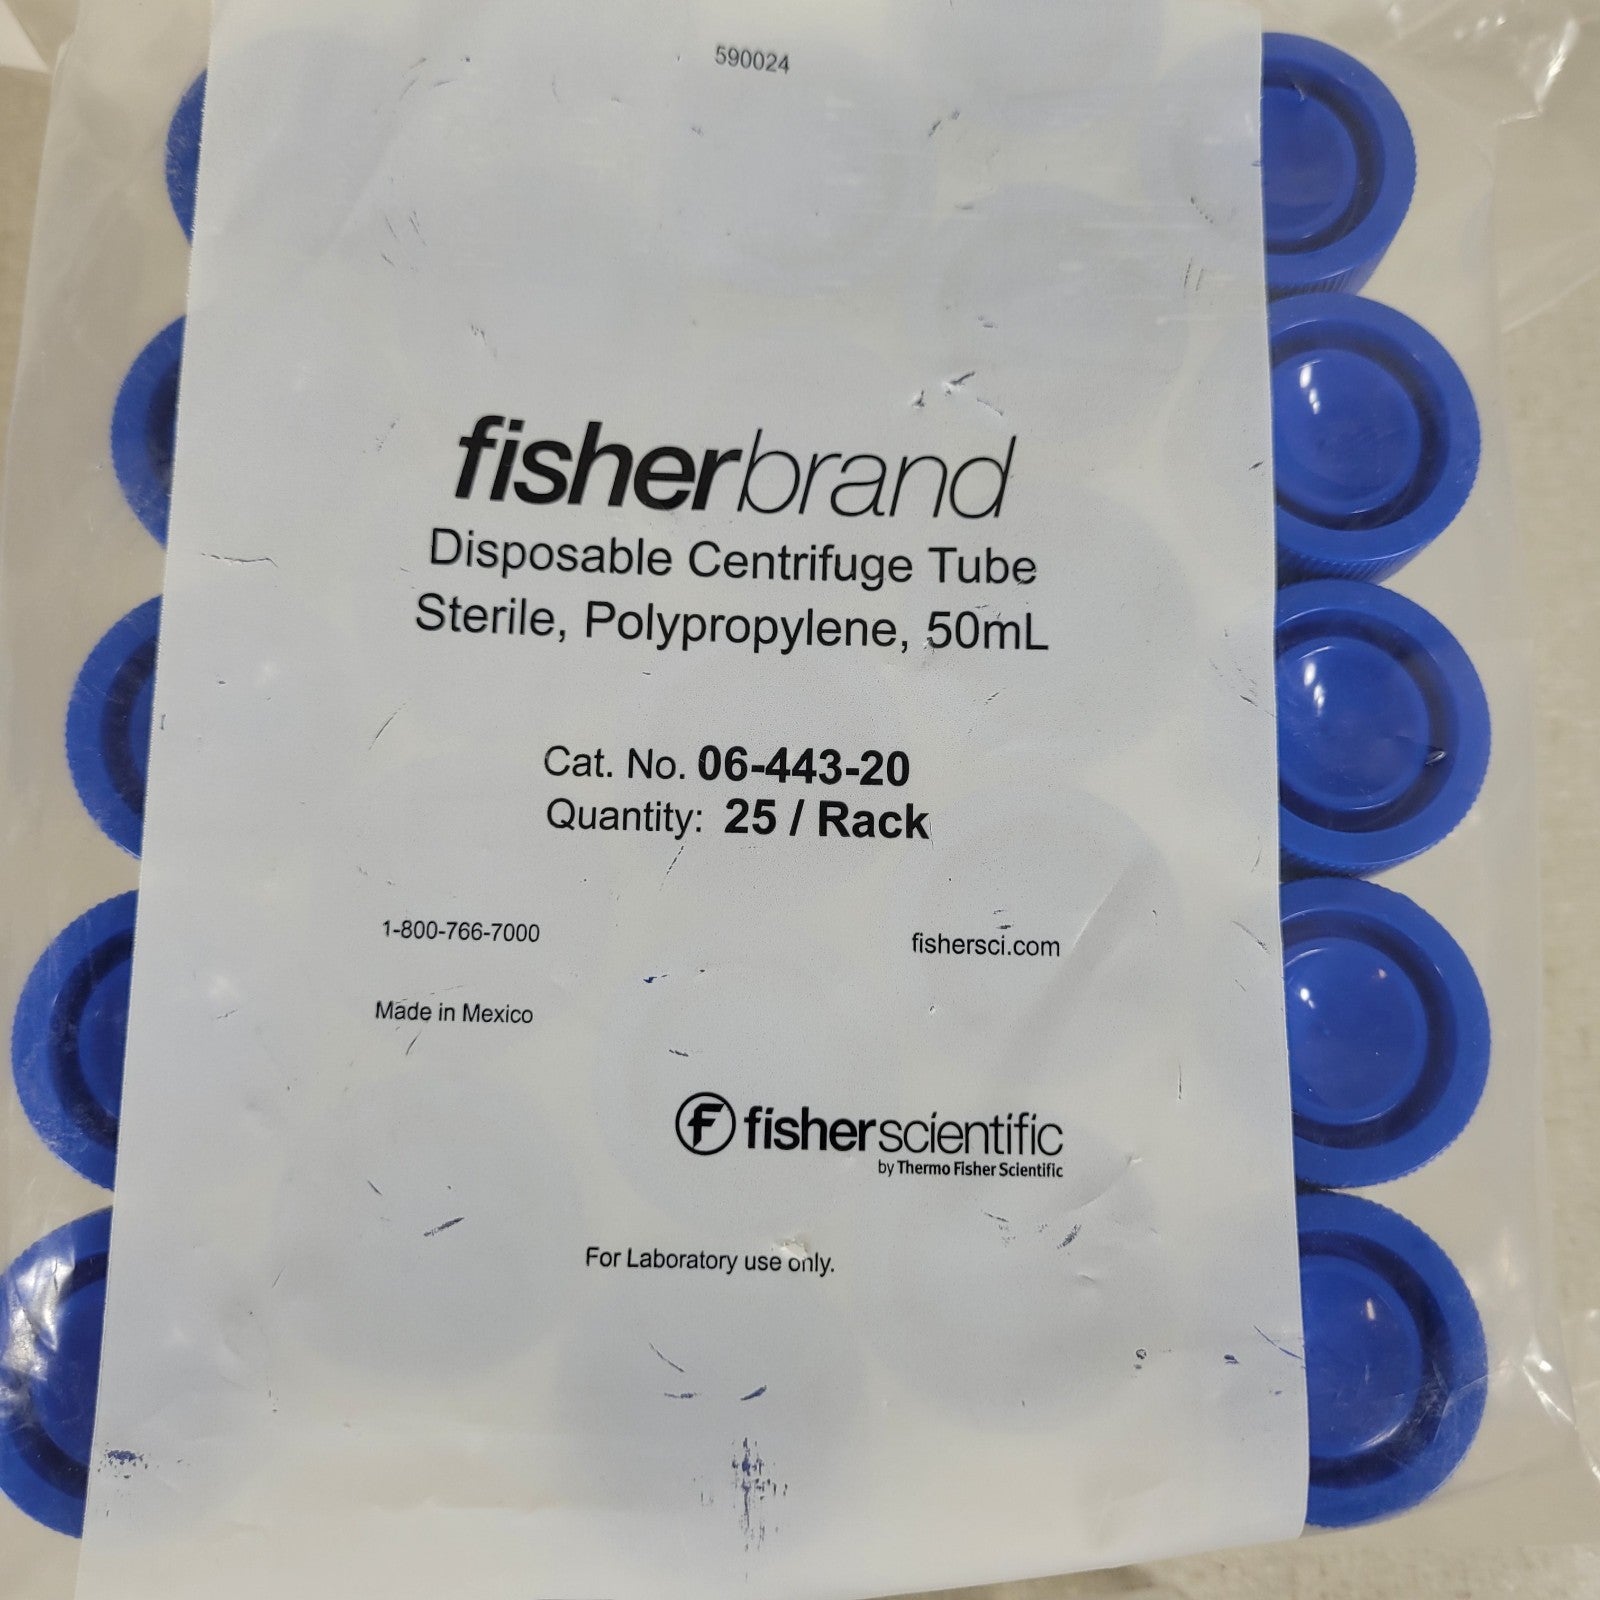 590024
fisherbrand
Disposable Centrifuge Tube
Sterile, Polypropylene, 50mL
Cat. No. 06-443-20
Quantity: 25 / Rack
1-800-766-7000
fishersci.com
Made in Mexico
F fisherscientific
by Thermo Fisher Scientific
For Laboratory use only.